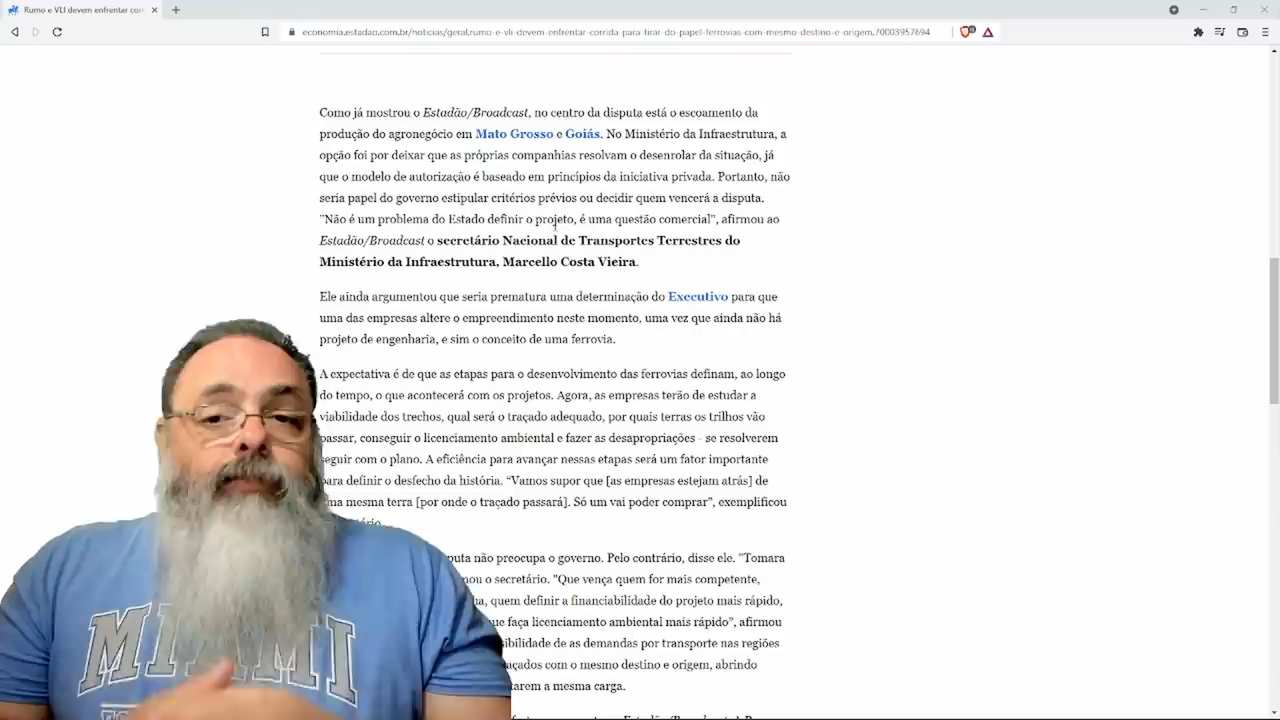 Rumo e VLI devem enfrentar cor
economia.estadao.com.br/noticias/geral,rumo-e-vli-devem-enfrentar-corrida-para-tirar-do-papel-ferrovias-com-mesmo-destino-e-origem,70003957694
Como já mostrou o Estadão/Broadcast, no centro da disputa está o escoamento da
produção do agronegócio em Mato Grosso e Goiás. No Ministério da Infraestrutura, a
opção foi por deixar que as próprias companhias resolvam o desenrolar da situação, já
que o modelo de autorização é baseado em princípios da iniciativa privada. Portanto, não
seria papel do governo estipular critérios prévios ou decidir quem vencerá a disputa.
"Não é um problema do Estado definir o projeto, é uma questão comercial", afirmou ao
Estadão/Broadcast o secretário Nacional de Transportes Terrestres do
Ministério da Infraestrutura, Marcello Costa Vieira.
Ele ainda argumentou que seria prematura uma determinação do Executivo para que
uma das empresas altere o empreendimento neste momento, uma vez que ainda não há
projeto de engenharia, e sim o conceito de uma ferrovia.
A expectativa é de que as etapas para o desenvolvimento das ferrovias definam, ao longo
do tempo, o que acontecerá com os projetos. Agora, as empresas terão de estudar a
viabilidade dos trechos, qual será o traçado adequado, por quais terras os trilhos vão
passar, conseguir o licenciamento ambiental e fazer as desapropriações - se resolverem
seguir com o plano. A eficiência para avançar nessas etapas será um fator importante
para definir o desfecho da história. “Vamos supor que [as empresas estejam atrás] de
uma mesma terra [por onde o traçado passará]. Só um vai poder comprar”, exemplificou
puta não preocupa o governo. Pelo contrário, disse ele. "Tomara
nou o secretário. "Que vença quem for mais competente,
ha, quem definir a financiabilidade do projeto mais rápido,
que faça licenciamento ambiental mais rápido”, afirmou
sibilidade de as demandas por transporte nas regiões
açados com o mesmo destino e origem, abrindo
tarem a mesma carga.
MIAMI